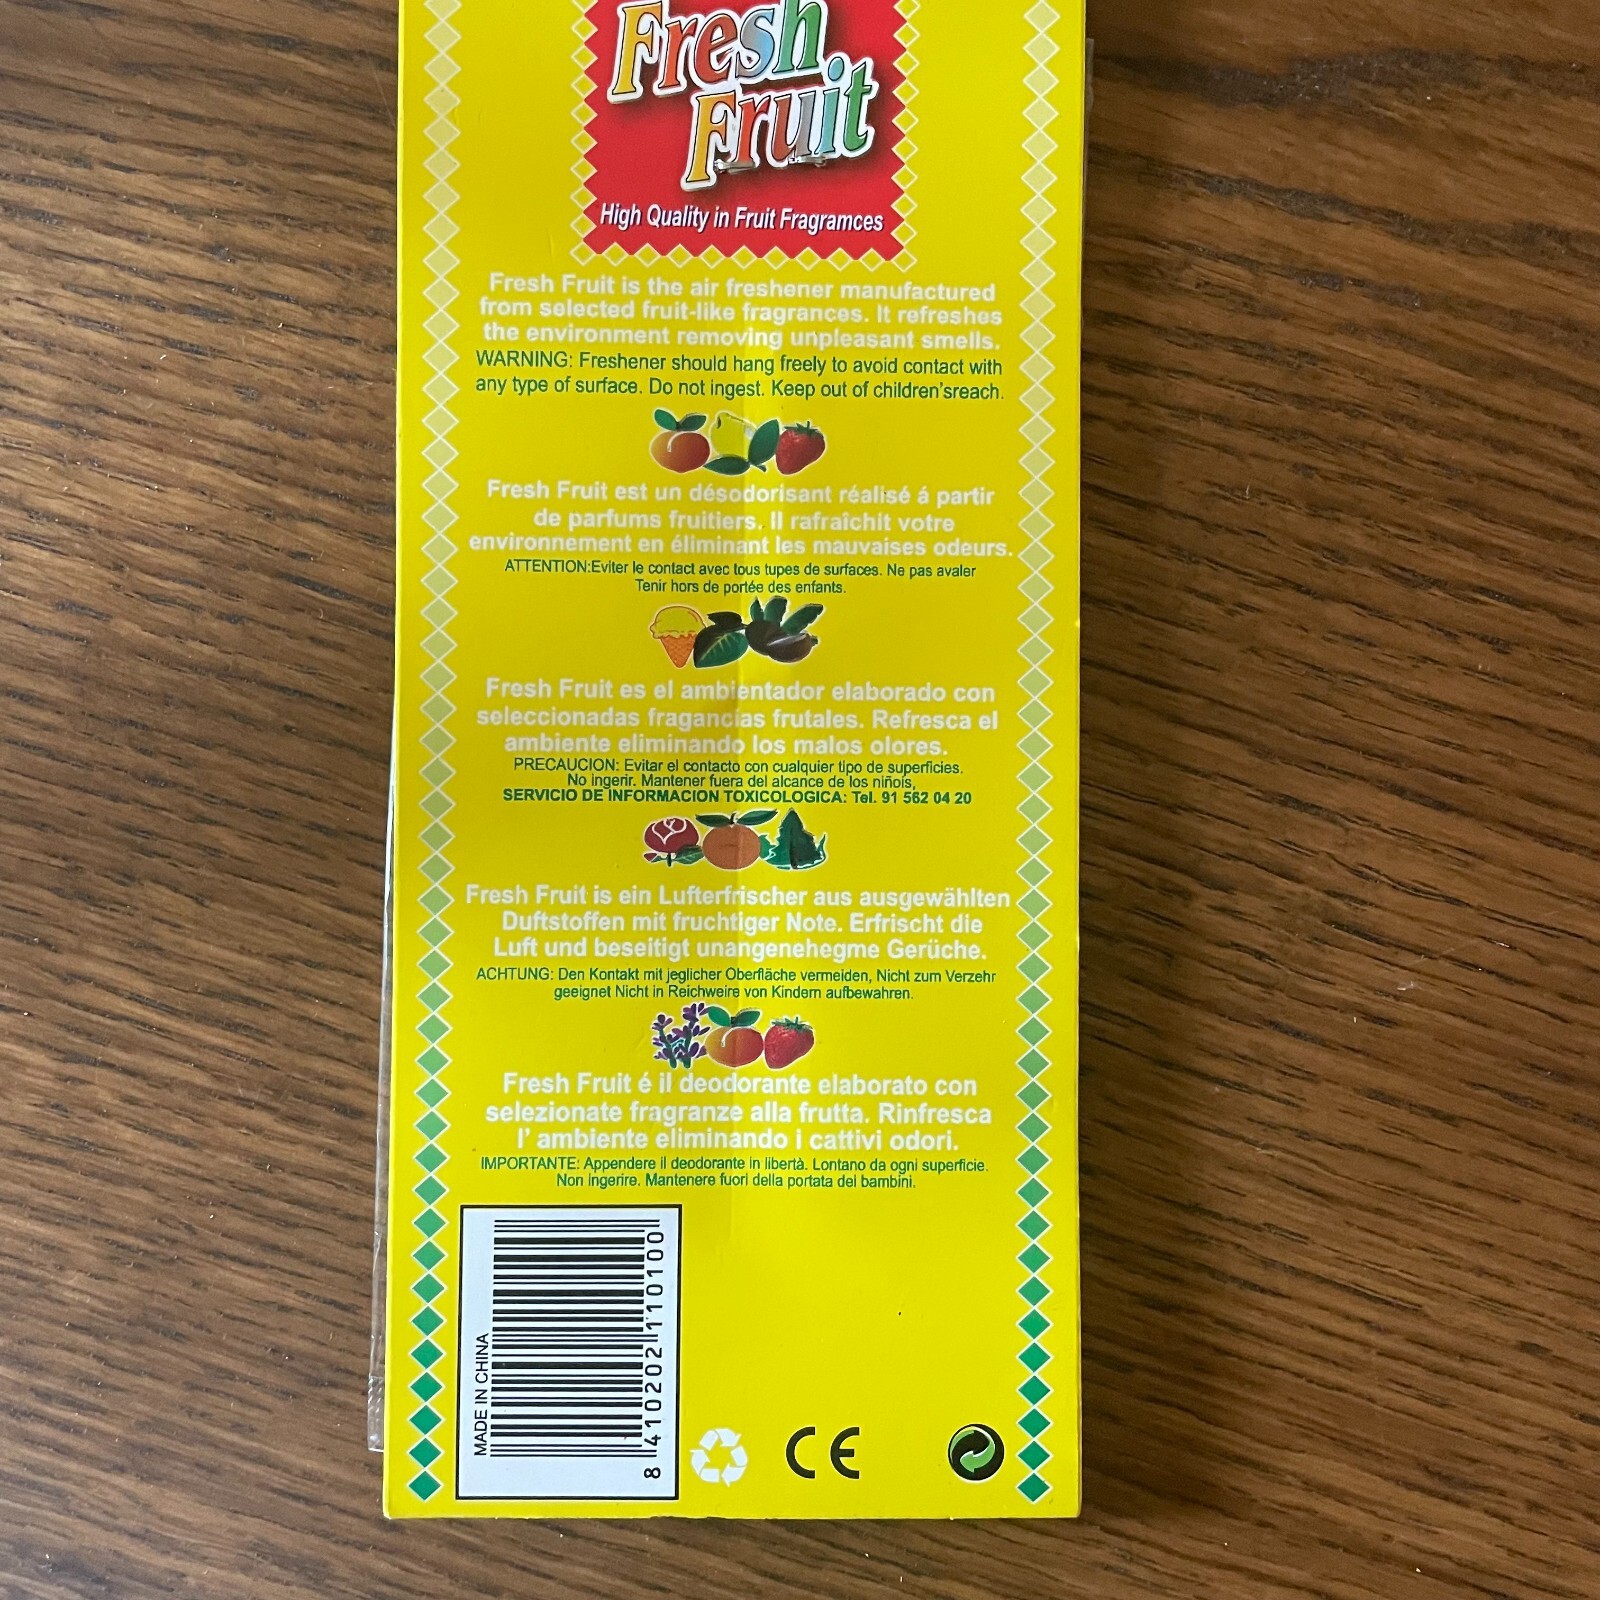 Fresh
Fruit
High Quality in Fruit Fragramces
Fresh Fruit is the air freshener manufactured
from selected fruit-like fragrances. It refreshes
the environment removing unpleasant smells.
WARNING: Freshener should hang freely to avoid contact with
any type of surface. Do not ingest. Keep out of children'sreach.
Fresh Fruit est un désodorisant réalisé á partir
de parfums fruitiers. Il rafraîchit votre
environnement en éliminant les mauvaises odeurs.
ATTENTION:Eviter le contact avec tous tupes de surfaces. Ne pas avaler
Tenir hors de portée des enfants.
Fresh Fruit es el ambientador elaborado con
seleccionadas fragancias frutales. Refresca el
ambiente eliminando los malos olores.
PRECAUCION: Evitar el contacto con cualquier tipo de superficies.
No ingerir. Mantener fuera del alcance de los niñois,
SERVICIO DE INFORMACION TOXICOLOGICA: Tel. 91 562 04 20
Fresh Fruit is ein Lufterfrischer aus ausgewählten
Duftstoffen mit fruchtiger Note. Erfrischt die
Luft und beseitigt unangenehegme Gerüche.
ACHTUNG: Den Kontakt mit jeglicher Oberfläche vermeiden, Nicht zum Verzehr
geeignet Nicht in Reichweire von Kindern aufbewahren.
Fresh Fruit é il deodorante elaborato con
selezionate fragranze alla frutta. Rinfresca
l' ambiente eliminando i cattivi odori.
IMPORTANTE: Appendere il deodorante in libertà. Lontano da ogni superficie.
Non ingerire. Mantenere fuori della portata dei bambini.
MADE IN CHINA
8 410202 110100
CE